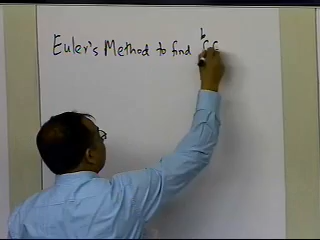 Euler's Method to find ∫ b f